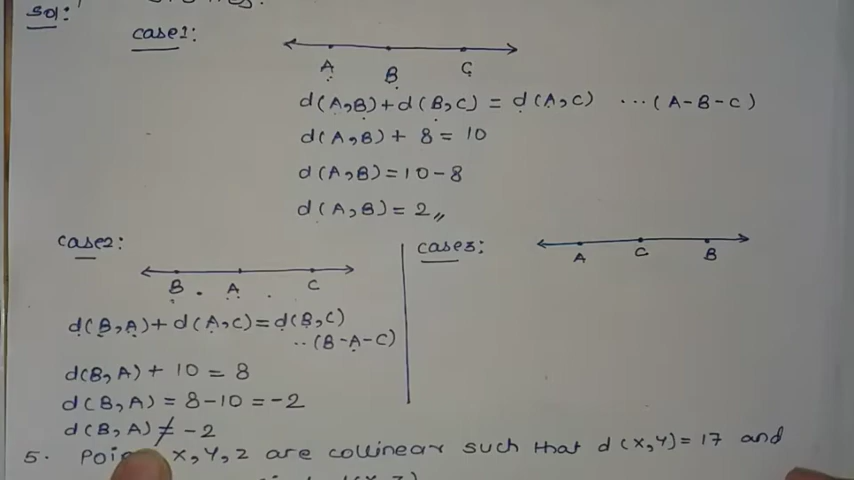 Sol:
case1:
A B C
d(A,B)+d(B,C) = d(A,C) ...(A-B-C)
d(A,B) + 8 = 10
d(A,B) = 10-8
d(A,B) = 2,,
case2:
B A C
d(B,A)+d(A,C)=d(B,C)
..(B-A-C)
d(B,A) + 10 = 8
d(B,A) = 8-10 = -2
d(B,A) ≠ -2
case3:
A C B
5. X,Y,Z are collinear such that d(X,Y)=17 and